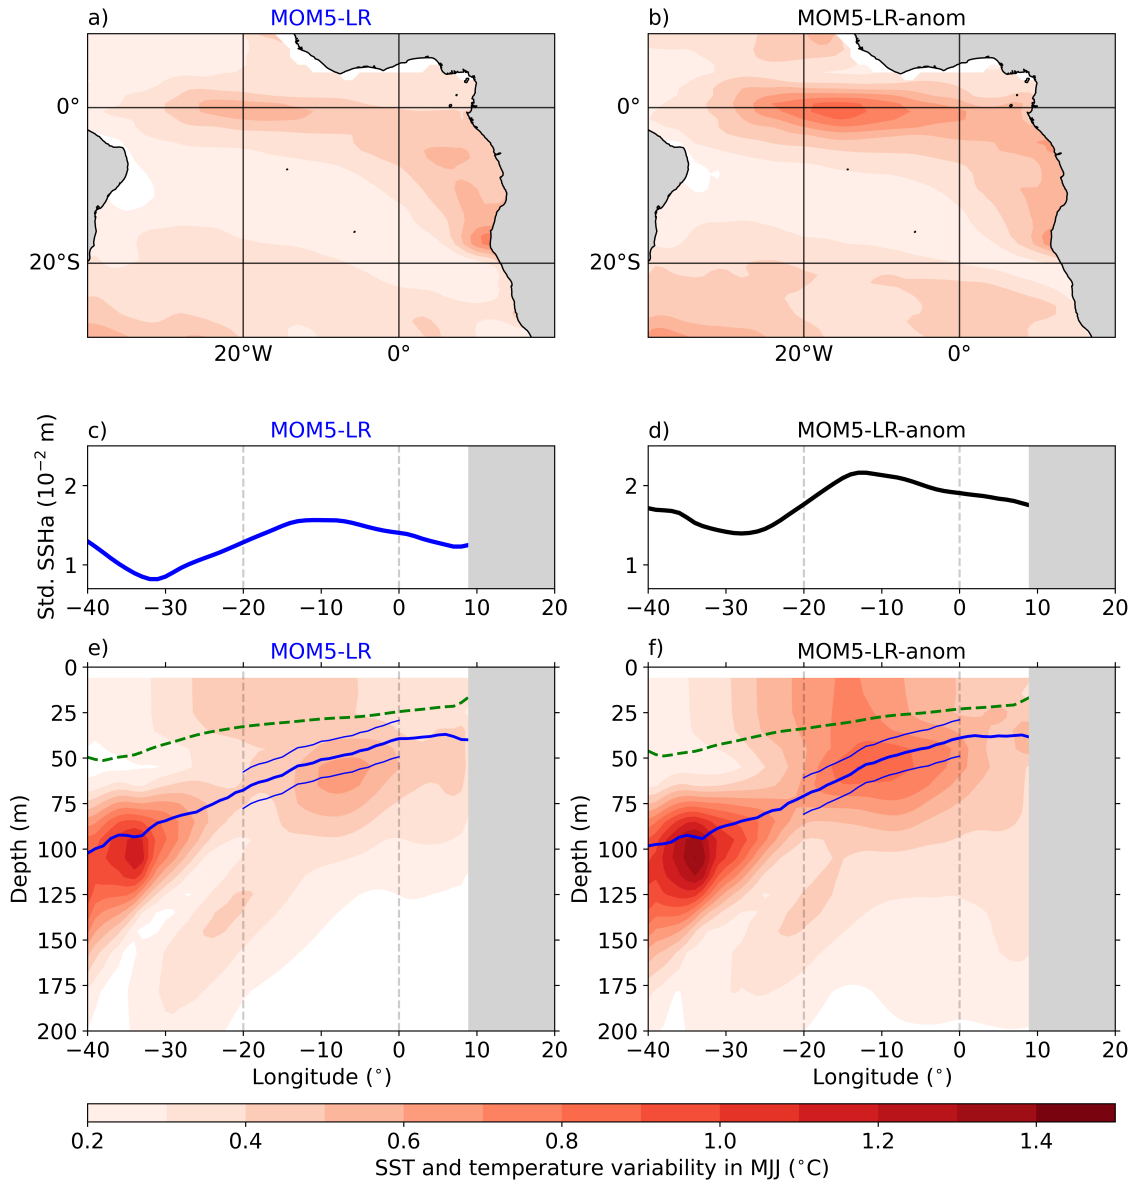 a) MOM5-LR
b) MOM5-LR-anom
0°
20°S
20°W 0°
0°
20°S
20°W 0°
c) MOM5-LR
d) MOM5-LR-anom
Std. SSHa (10⁻² m)
2
1
−40 −30 −20 −10 0 10 20
2
1
−40 −30 −20 −10 0 10 20
e) MOM5-LR
f) MOM5-LR-anom
Depth (m)
0
25
50
75
100
125
150
175
200
−40 −30 −20 −10 0 10 20
Longitude (°)
Depth (m)
0
25
50
75
100
125
150
175
200
−40 −30 −20 −10 0 10 20
Longitude (°)
0.2 0.4 0.6 0.8 1.0 1.2 1.4
SST and temperature variability in MJJ (°C)